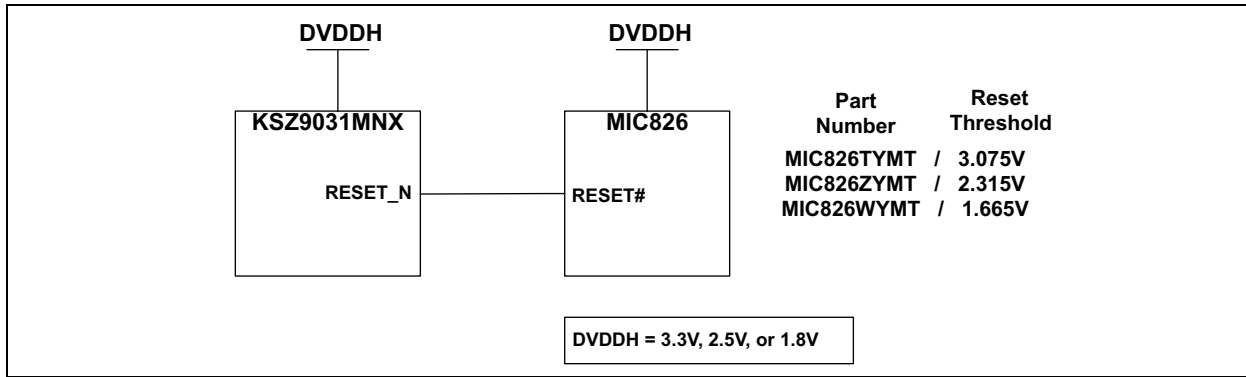 DVDDH DVDDH
KSZ9031MNX MIC826
RESET_N RESET#
Part Reset
Number Threshold
MIC826TYMT / 3.075V
MIC826ZYMT / 2.315V
MIC826WYMT / 1.665V
DVDDH = 3.3V, 2.5V, or 1.8V